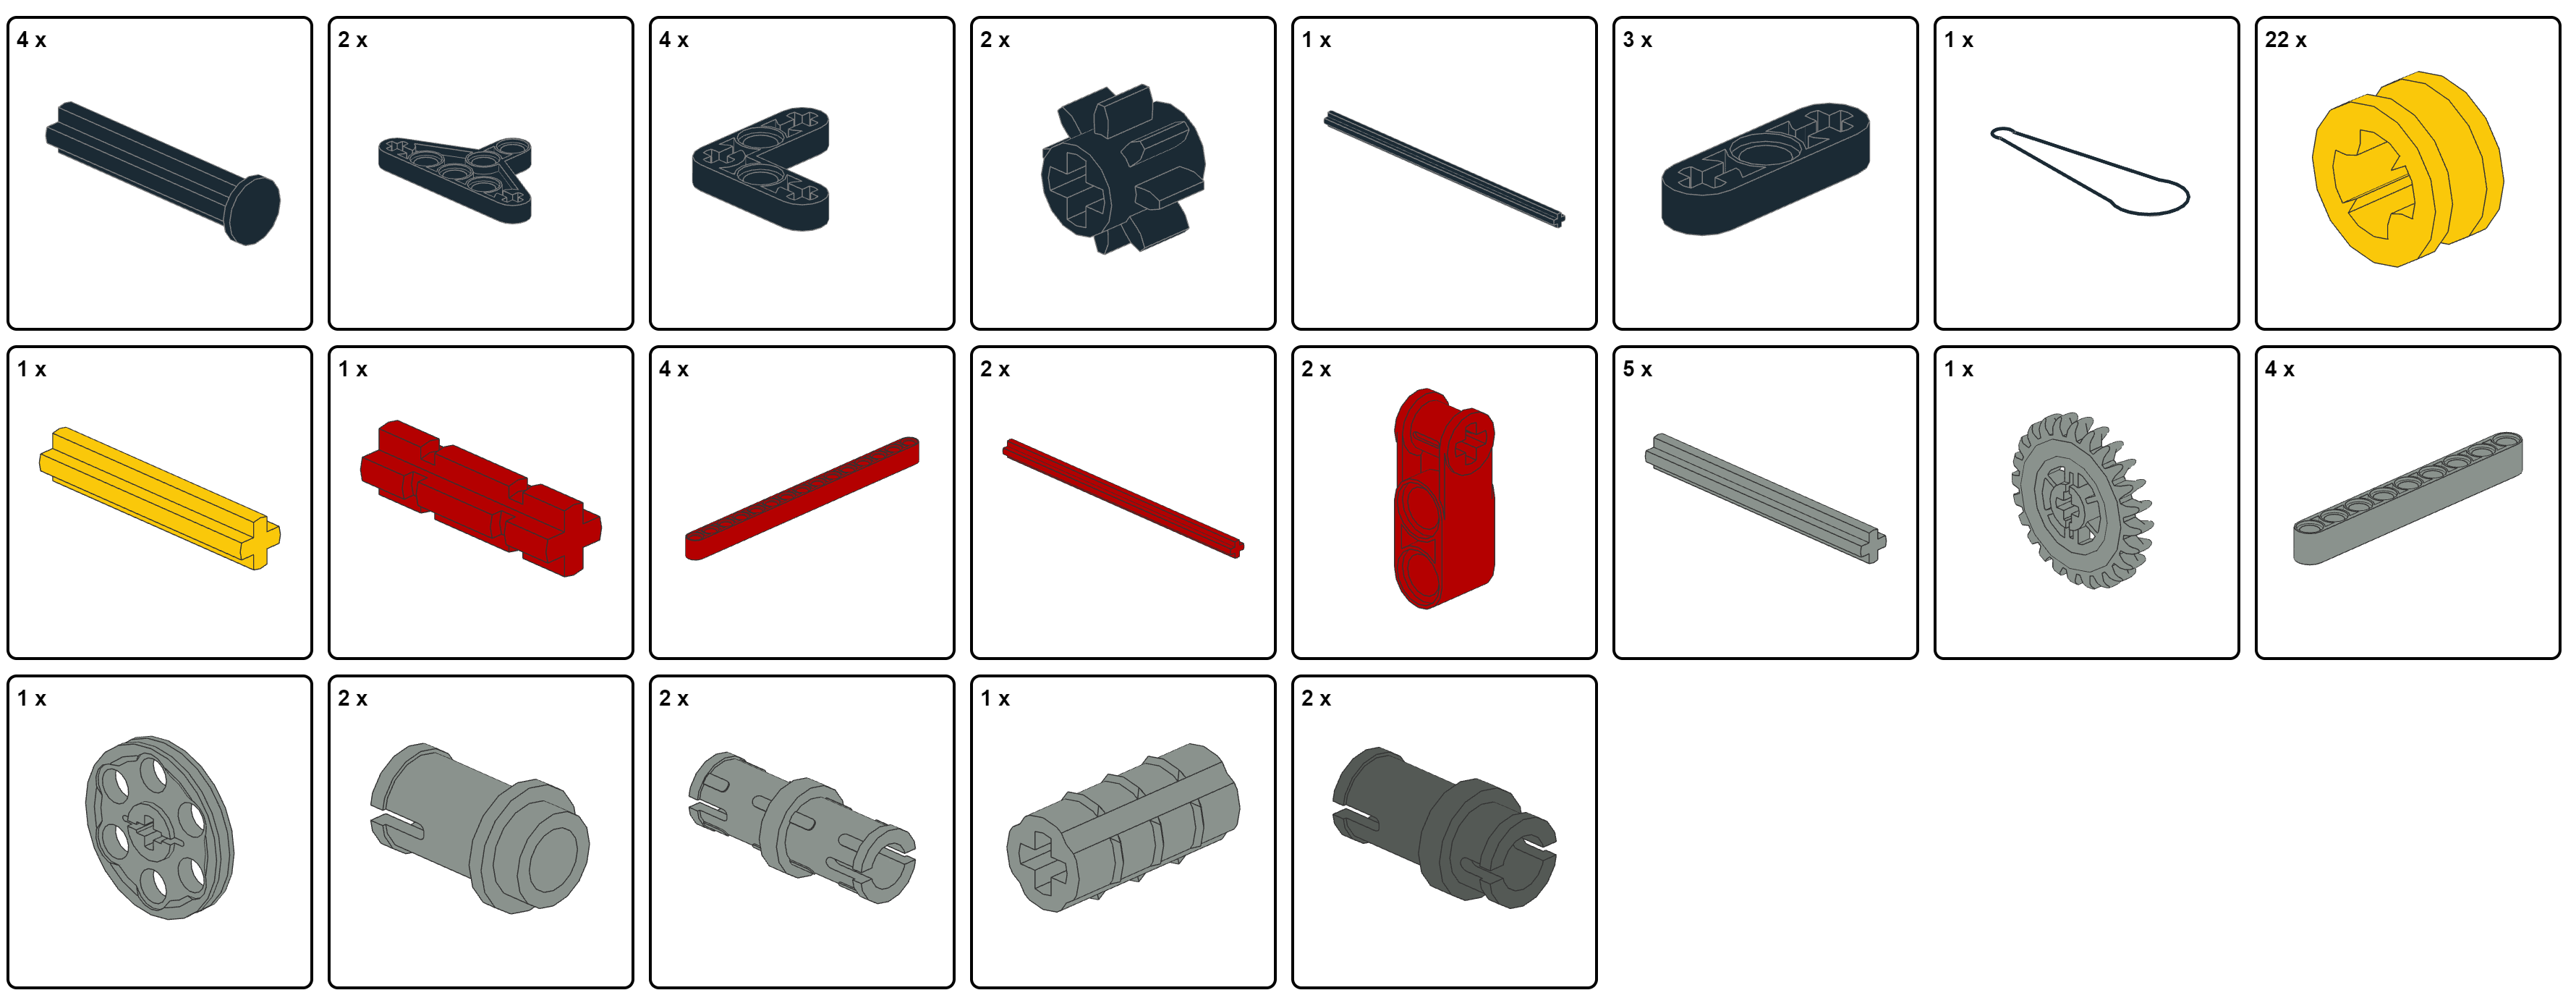 4 x 2 x 4 x 2 x 1 x 3 x 1 x 22 x
1 x 1 x 4 x 2 x 2 x 5 x 1 x 4 x
1 x 2 x 2 x 1 x 2 x